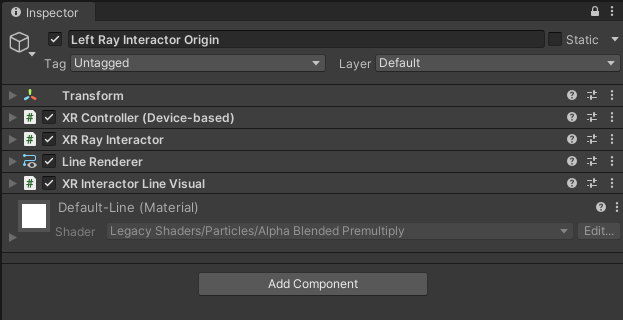 Inspector
Left Ray Interactor Origin Static
Tag Untagged Layer Default
Transform
# XR Controller (Device-based)
# XR Ray Interactor
Line Renderer
# XR Interactor Line Visual
Default-Line (Material)
Shader Legacy Shaders/Particles/Alpha Blended Premultiply Edit...
Add Component